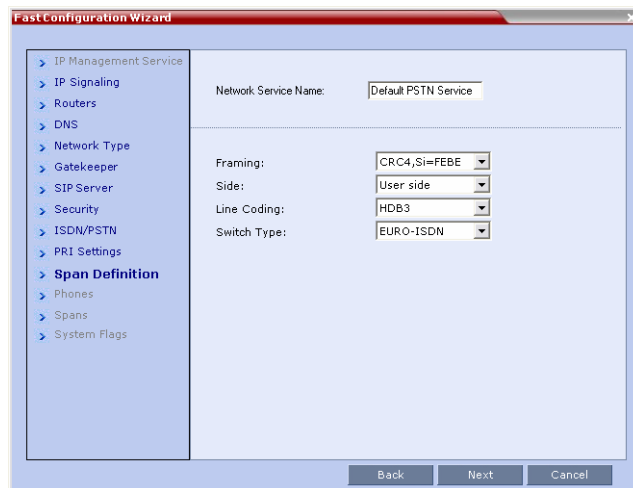 Fast Configuration Wizard
IP Management Service
IP Signaling
Routers
DNS
Network Type
Gatekeeper
SIP Server
Security
ISDN/PSTN
PRI Settings
Span Definition
Phones
Spans
System Flags
Network Service Name: Default PSTN Service
Framing: CRC4,Si=FEBE
Side: User side
Line Coding: HDB3
Switch Type: EURO-ISDN
Back Next Cancel